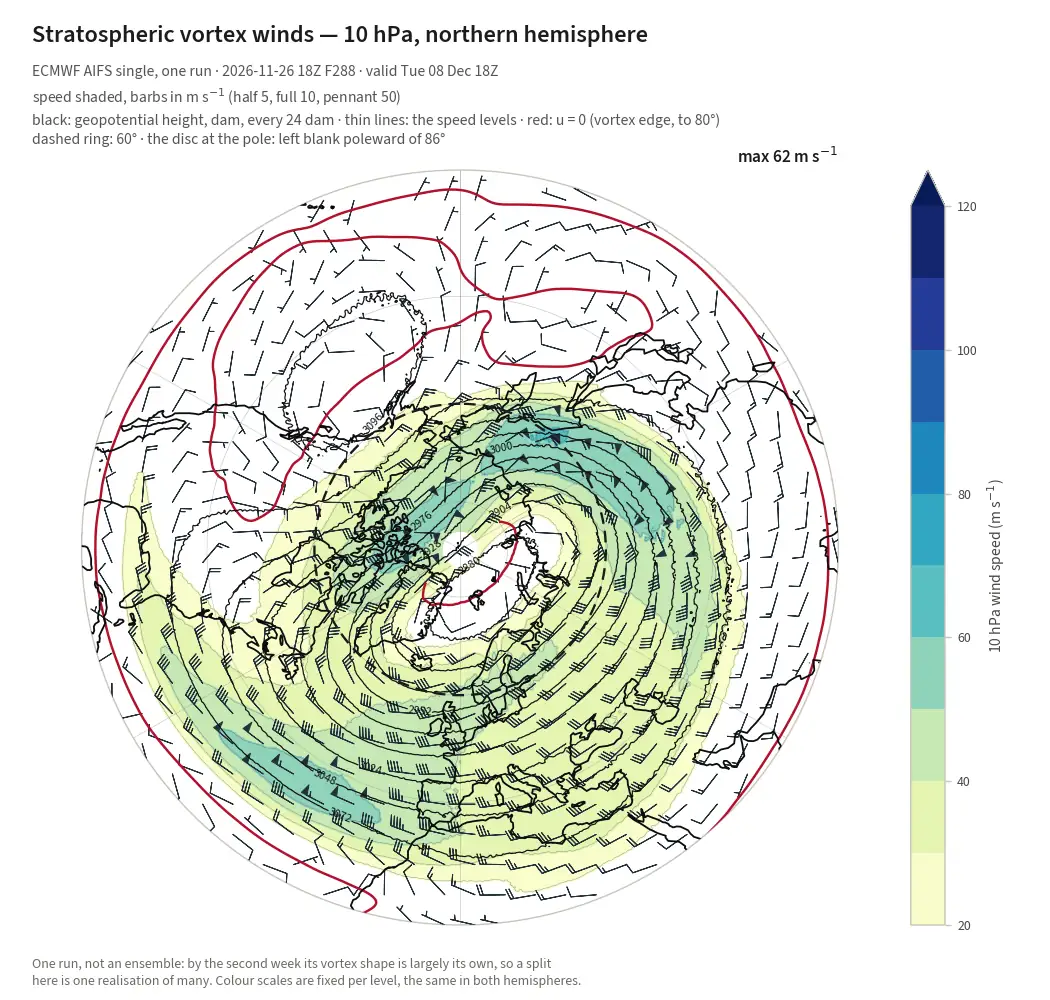 Stratospheric vortex winds — 10 hPa, northern hemisphere
ECMWF AIFS single, one run · 2026-11-26 18Z F288 · valid Tue 08 Dec 18Z
speed shaded, barbs in m s⁻¹ (half 5, full 10, pennant 50)
black: geopotential height, dam, every 24 dam · thin lines: the speed levels · red: u = 0 (vortex edge, to 80°)
dashed ring: 60° · the disc at the pole: left blank poleward of 86°
max 62 m s⁻¹
120
100
80
60
40
20
10 hPa wind speed (m s⁻¹)
3096
3000
2976
2904
2928
2880
2952
3048
3072
One run, not an ensemble: by the second week its vortex shape is largely its own, so a split
here is one realisation of many. Colour scales are fixed per level, the same in both hemispheres.